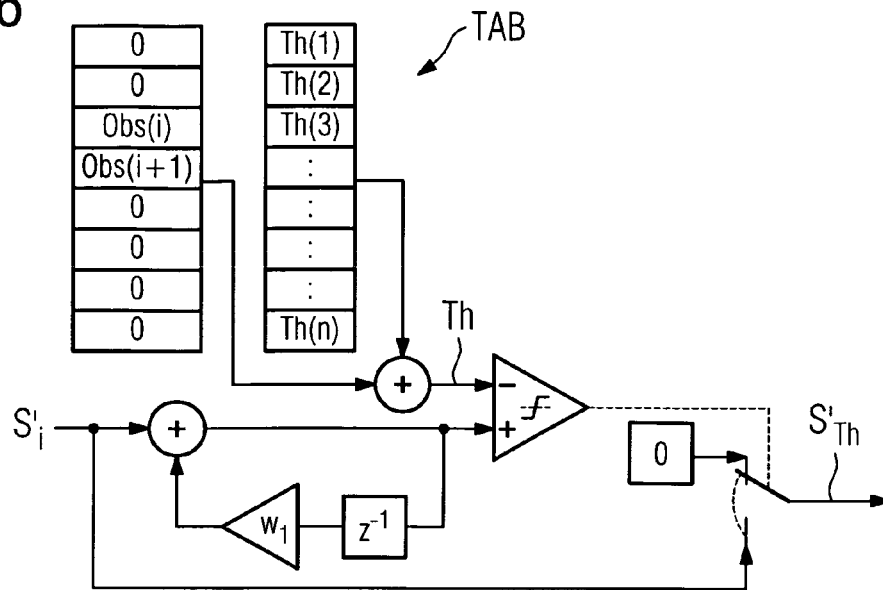 b
TAB
0
0
Obs(i)
Obs(i+1)
0
0
0
0
Th(1)
Th(2)
Th(3)
:
:
:
:
Th(n)
Th
+
−
+
S'i
+
w1
z⁻¹
0
S'Th